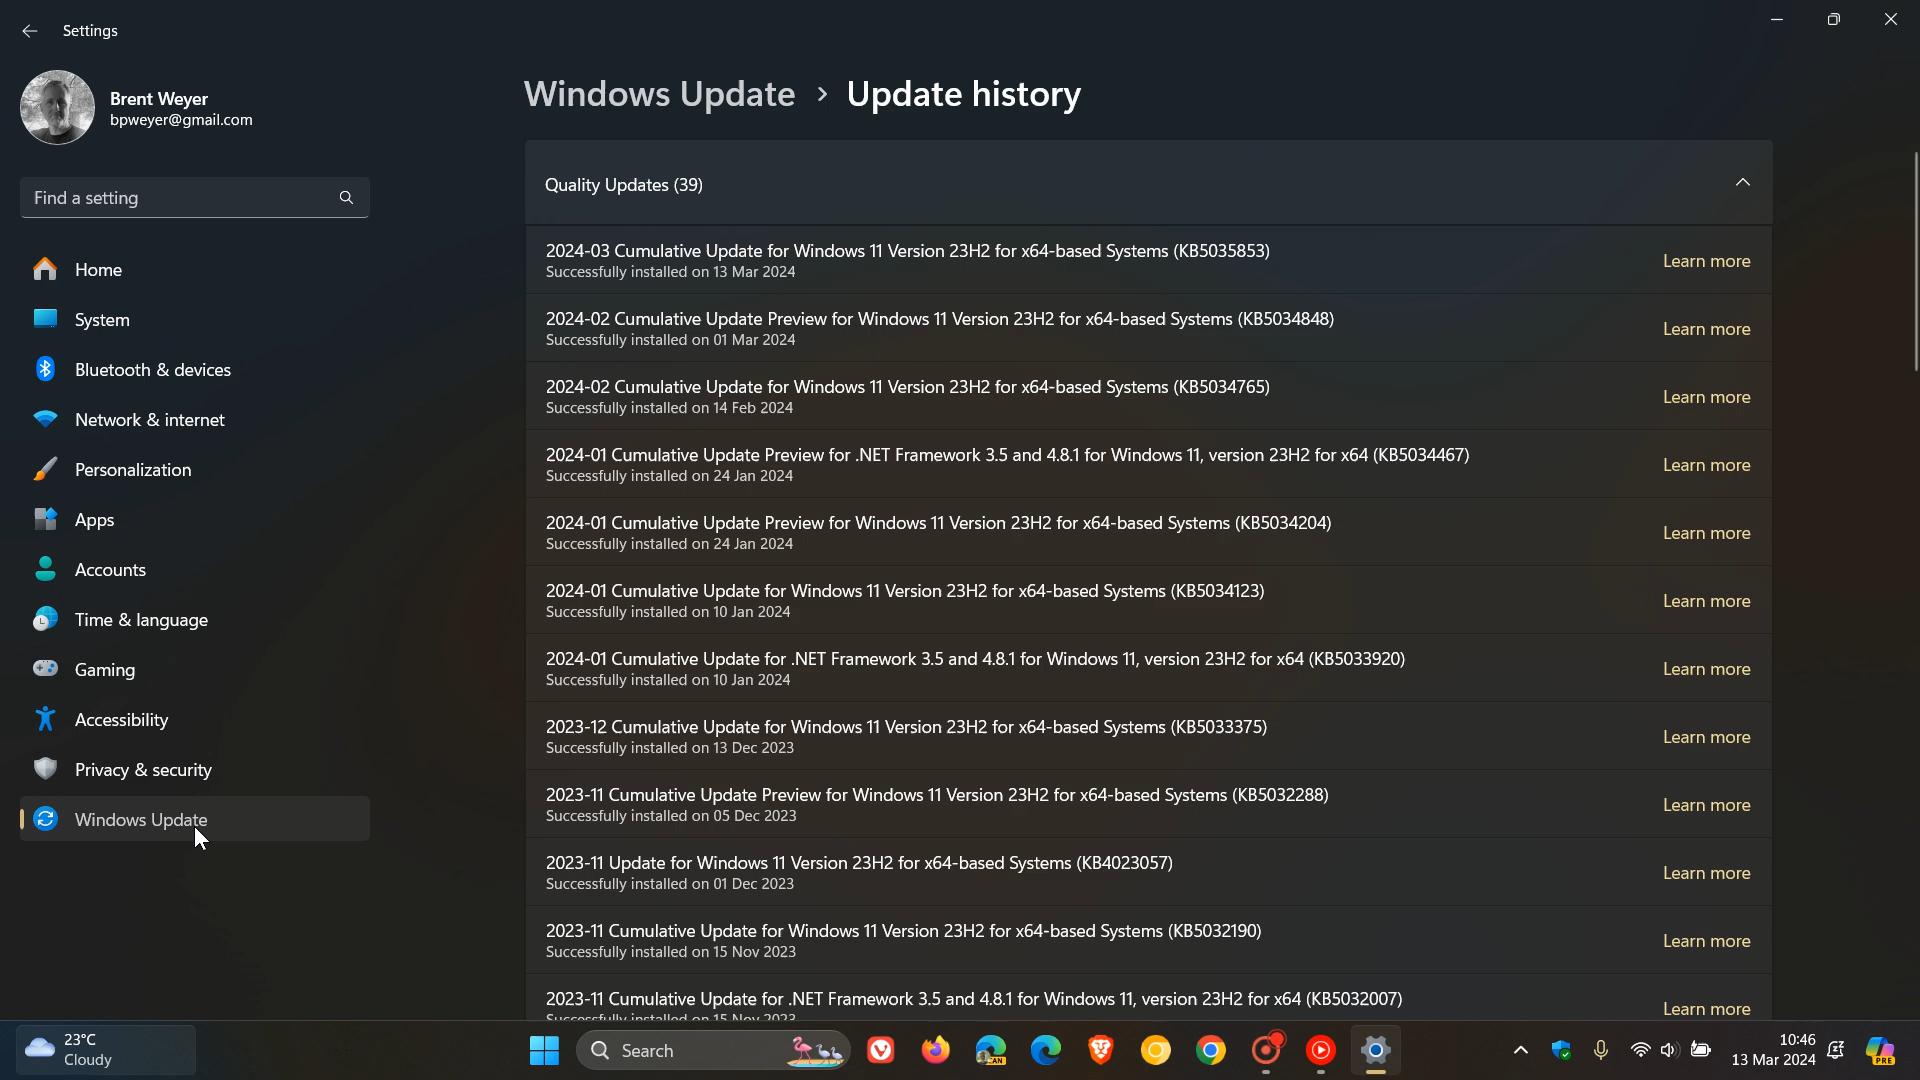 Settings
Brent Weyer
bpweyer@gmail.com
Find a setting
Home
System
Bluetooth & devices
Network & internet
Personalization
Apps
Accounts
Time & language
Gaming
Accessibility
Privacy & security
Windows Update
Windows Update > Update history
Quality Updates (39)
2024-03 Cumulative Update for Windows 11 Version 23H2 for x64-based Systems (KB5035853)
Successfully installed on 13 Mar 2024
Learn more
2024-02 Cumulative Update Preview for Windows 11 Version 23H2 for x64-based Systems (KB5034848)
Successfully installed on 01 Mar 2024
Learn more
2024-02 Cumulative Update for Windows 11 Version 23H2 for x64-based Systems (KB5034765)
Successfully installed on 14 Feb 2024
Learn more
2024-01 Cumulative Update Preview for .NET Framework 3.5 and 4.8.1 for Windows 11, version 23H2 for x64 (KB5034467)
Successfully installed on 24 Jan 2024
Learn more
2024-01 Cumulative Update Preview for Windows 11 Version 23H2 for x64-based Systems (KB5034204)
Successfully installed on 24 Jan 2024
Learn more
2024-01 Cumulative Update for Windows 11 Version 23H2 for x64-based Systems (KB5034123)
Successfully installed on 10 Jan 2024
Learn more
2024-01 Cumulative Update for .NET Framework 3.5 and 4.8.1 for Windows 11, version 23H2 for x64 (KB5033920)
Successfully installed on 10 Jan 2024
Learn more
2023-12 Cumulative Update for Windows 11 Version 23H2 for x64-based Systems (KB5033375)
Successfully installed on 13 Dec 2023
Learn more
2023-11 Cumulative Update Preview for Windows 11 Version 23H2 for x64-based Systems (KB5032288)
Successfully installed on 05 Dec 2023
Learn more
2023-11 Update for Windows 11 Version 23H2 for x64-based Systems (KB4023057)
Successfully installed on 01 Dec 2023
Learn more
2023-11 Cumulative Update for Windows 11 Version 23H2 for x64-based Systems (KB5032190)
Successfully installed on 15 Nov 2023
Learn more
2023-11 Cumulative Update for .NET Framework 3.5 and 4.8.1 for Windows 11, version 23H2 for x64 (KB5032007)
Successfully installed on 15 Nov 2023
Learn more
23°C
Cloudy
Search
CAN
10:46
13 Mar 2024
PRE